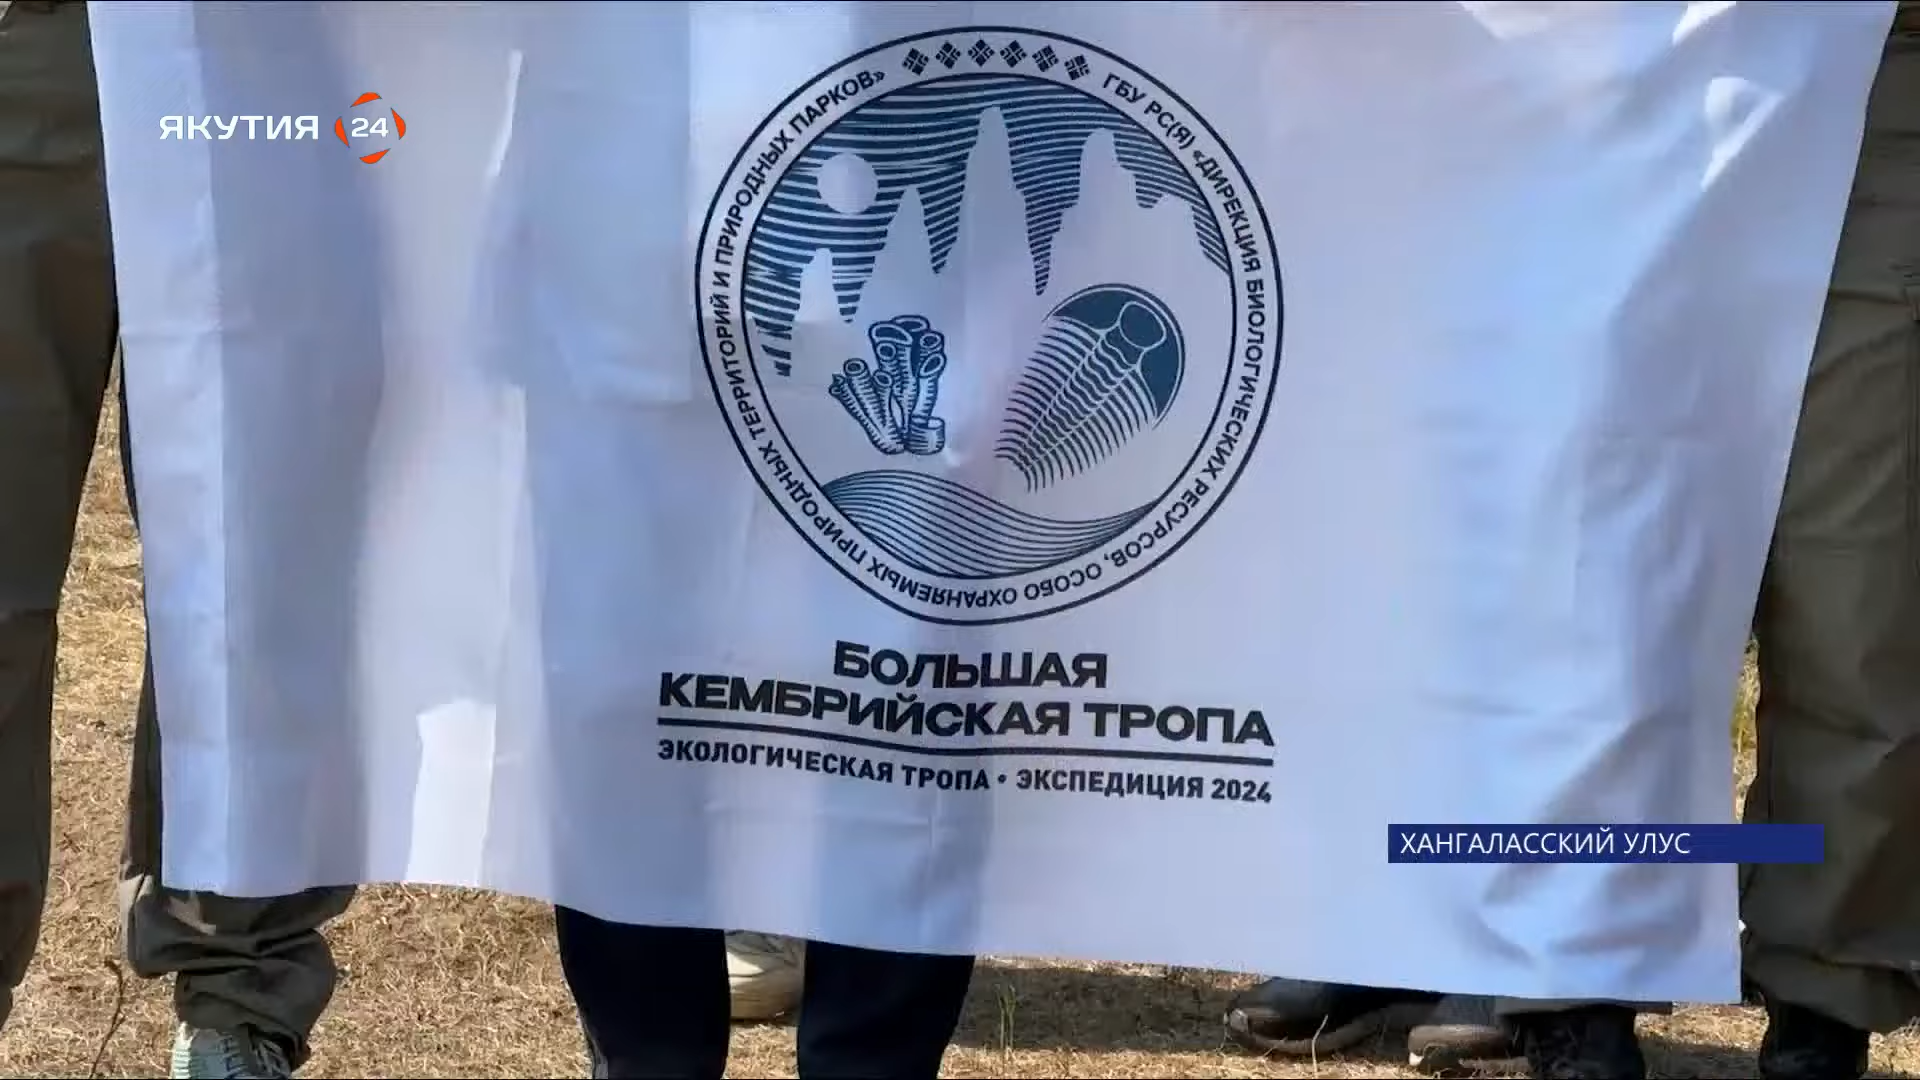 ЯКУТИЯ 24
ГБУ РС(Я) «ДИРЕКЦИЯ БИОЛОГИЧЕСКИХ РЕСУРСОВ, ОСОБО ОХРАНЯЕМЫХ ПРИРОДНЫХ ТЕРРИТОРИЙ И ПРИРОДНЫХ ПАРКОВ»
БОЛЬШАЯ
КЕМБРИЙСКАЯ ТРОПА
ЭКОЛОГИЧЕСКАЯ ТРОПА • ЭКСПЕДИЦИЯ 2024
ХАНГАЛАССКИЙ УЛУС